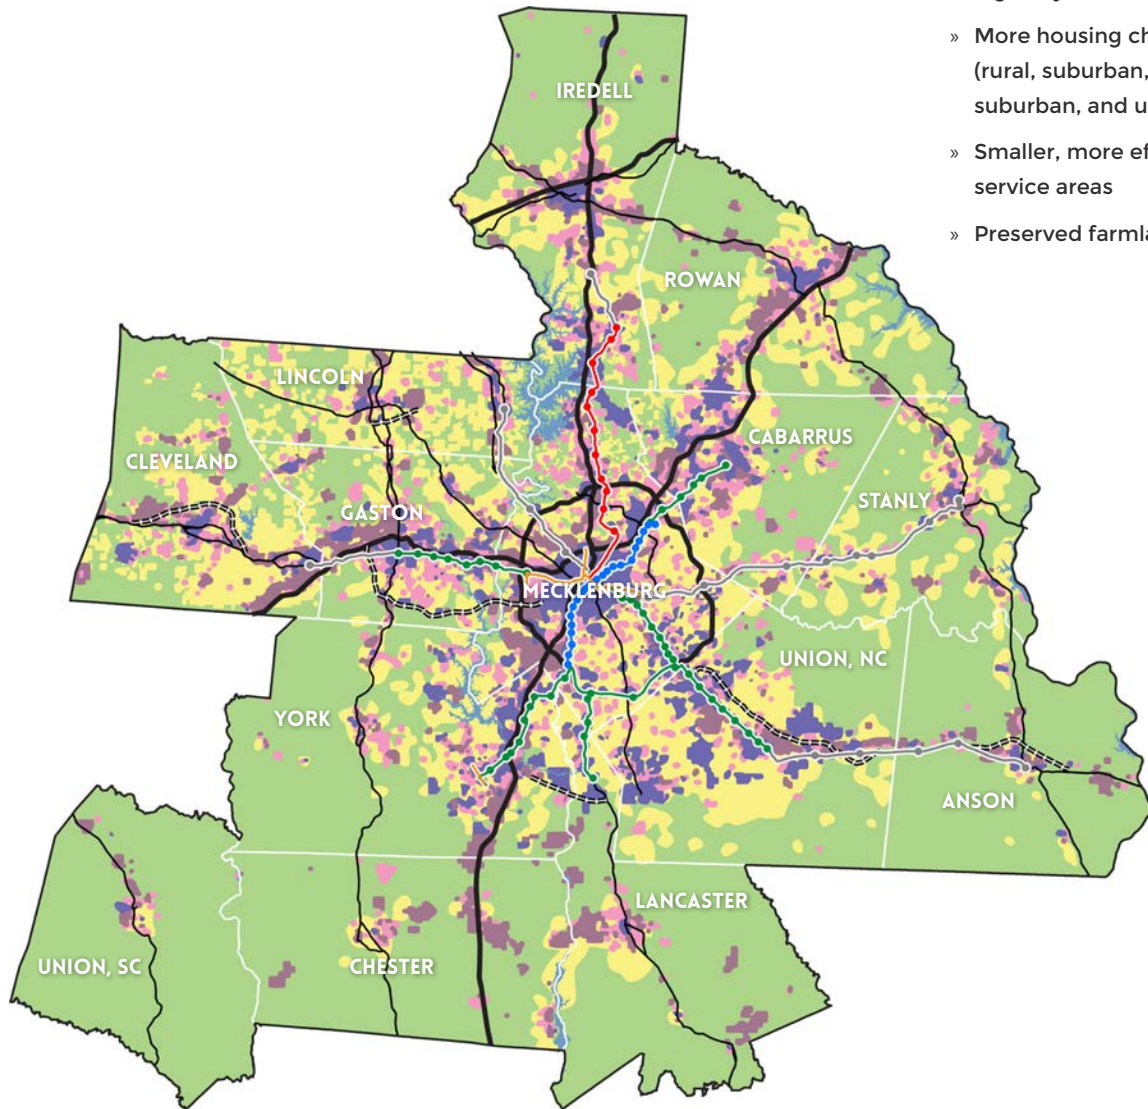 » More housing ch
(rural, suburban,
suburban, and u
» Smaller, more ef
service areas
» Preserved farmla
IREDELL
ROWAN
LINCOLN
CABARRUS
CLEVELAND
STANLY
GASTON
MECKLENBURG
UNION, NC
YORK
ANSON
LANCASTER
UNION, SC
CHESTER